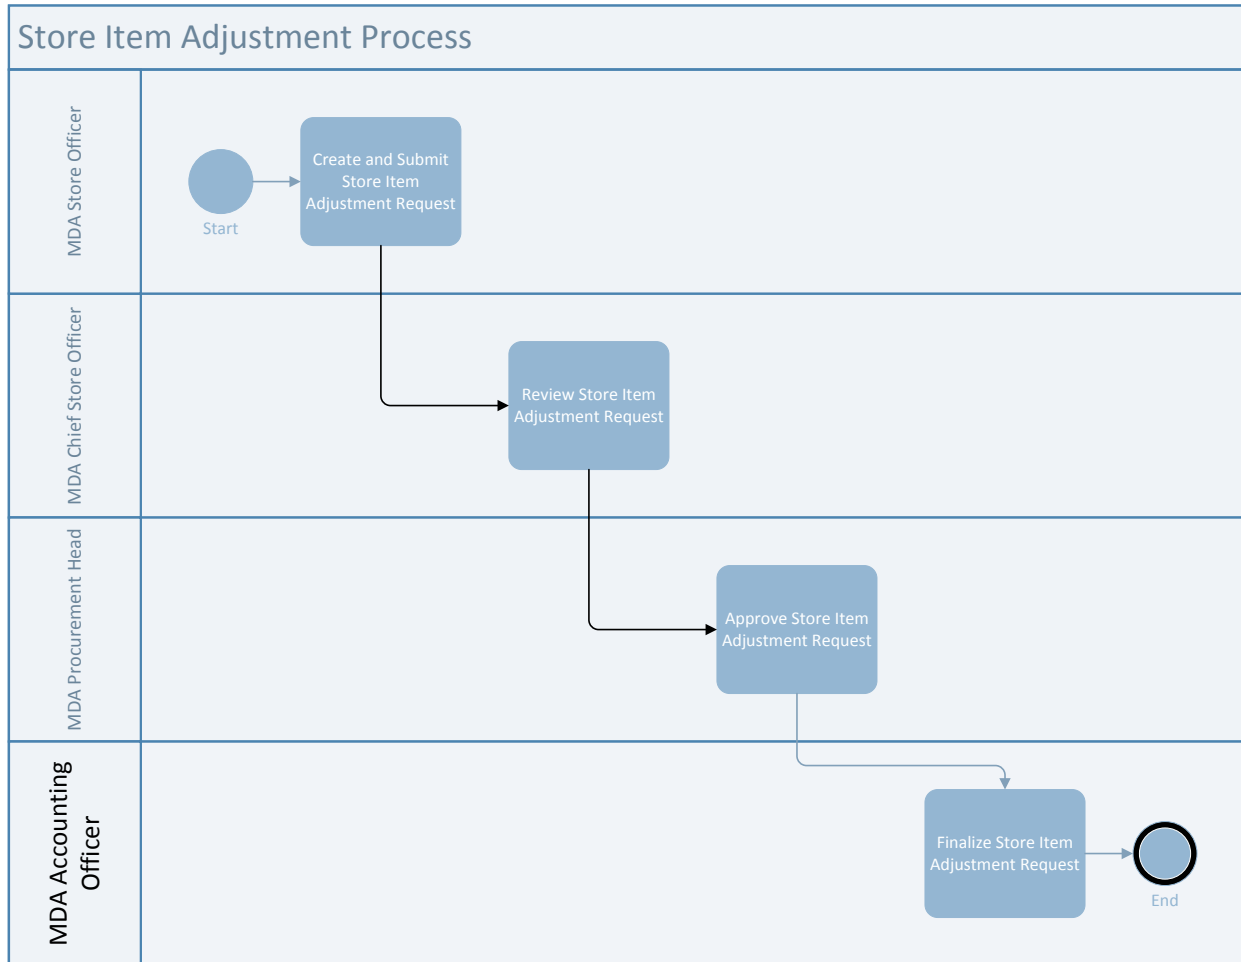 Store Item Adjustment Process
MDA Store Officer
Start
Create and Submit
Store Item
Adjustment Request
MDA Chief Store Officer
Review Store Item
Adjustment Request
MDA Procurement Head
Approve Store Item
Adjustment Request
MDA Accounting
Officer
Finalize Store Item
Adjustment Request
End